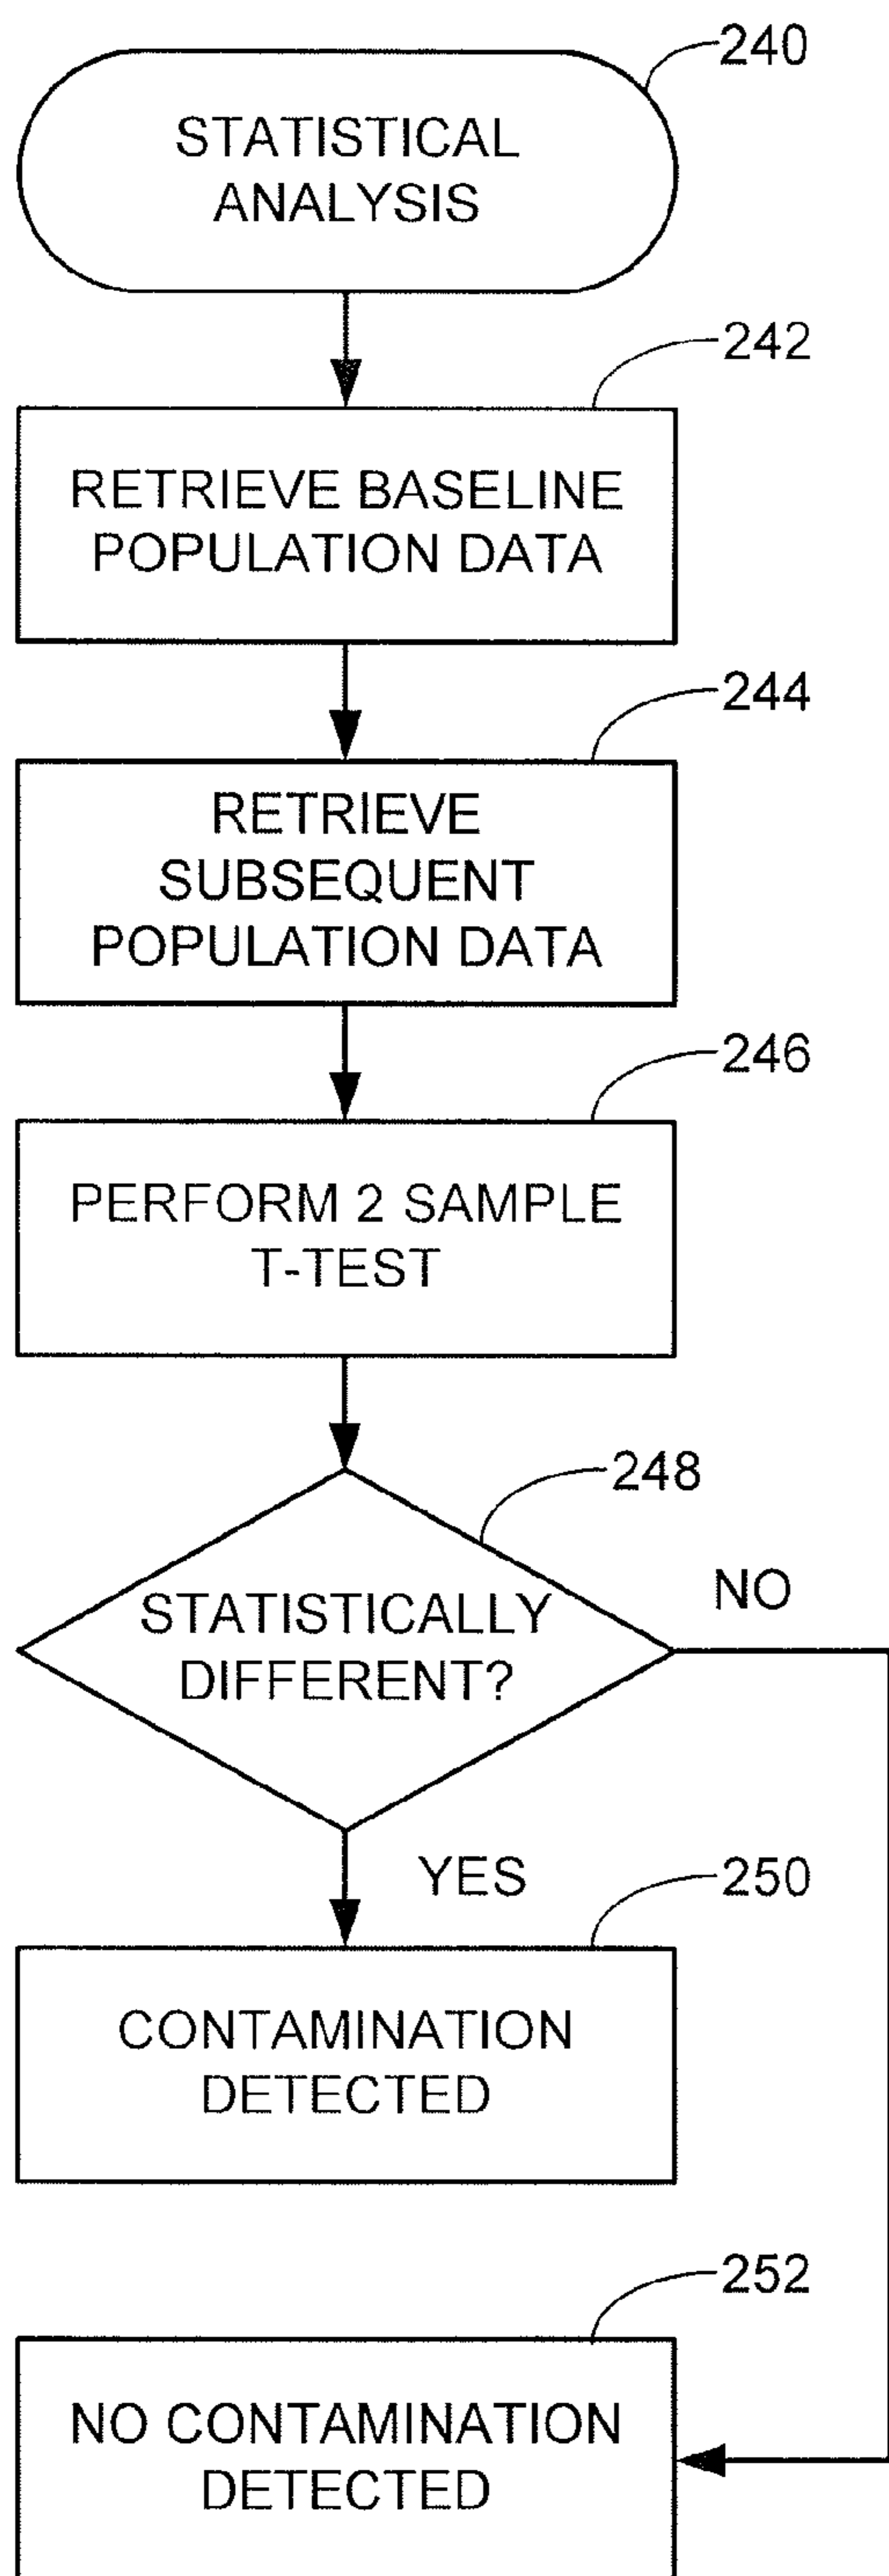 240
STATISTICAL
ANALYSIS
242
RETRIEVE BASELINE
POPULATION DATA
244
RETRIEVE
SUBSEQUENT
POPULATION DATA
246
PERFORM 2 SAMPLE
T-TEST
248
STATISTICALLY
DIFFERENT?
NO
YES
250
CONTAMINATION
DETECTED
252
NO CONTAMINATION
DETECTED